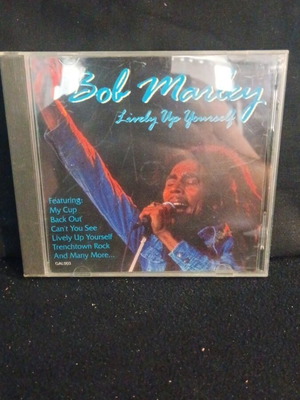 Bob Marley
Lively Up Yourself
Featuring:
My Cup
Back Out
Can't You See
Lively Up Yourself
Trenchtown Rock
And Many More...